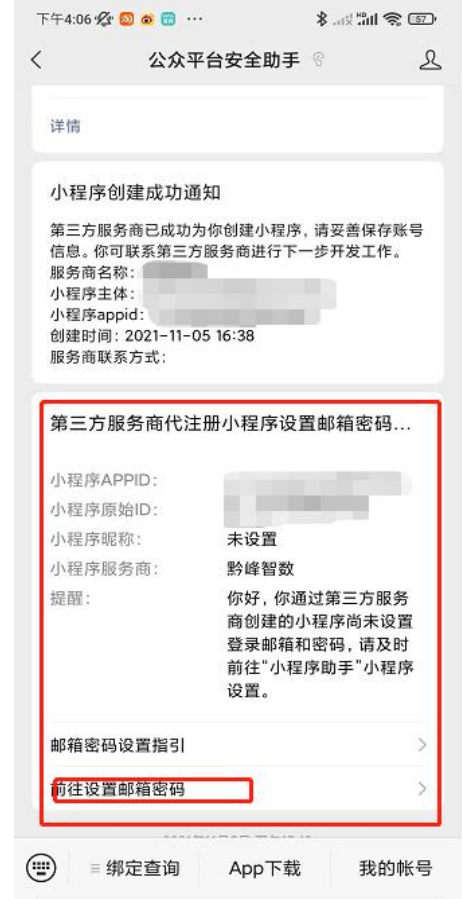 下午4:06
57
公众平台安全助手
详情
小程序创建成功通知
第三方服务商已成功为你创建小程序，请妥善保存账号
信息。你可联系第三方服务商进行下一步开发工作。
服务商名称：
小程序主体：
小程序appid：
创建时间：2021-11-05 16:38
服务商联系方式：
第三方服务商代注册小程序设置邮箱密码...
小程序APPID：
小程序原始ID：
小程序昵称： 未设置
小程序服务商： 黔峰智数
提醒： 你好，你通过第三方服务
商创建的小程序尚未设置
登录邮箱和密码，请及时
前往“小程序助手”小程序
设置。
邮箱密码设置指引
前往设置邮箱密码
绑定查询 App下载 我的帐号